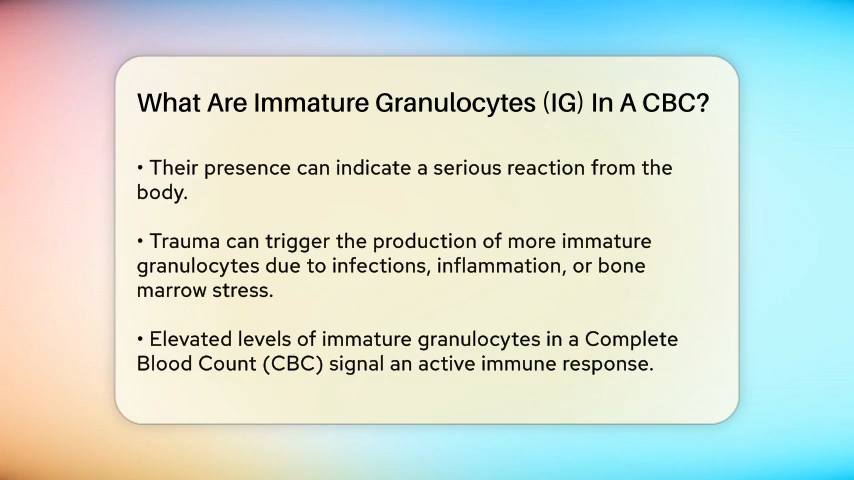 What Are Immature Granulocytes (IG) In A CBC?
• Their presence can indicate a serious reaction from the
body.
• Trauma can trigger the production of more immature
granulocytes due to infections, inflammation, or bone
marrow stress.
• Elevated levels of immature granulocytes in a Complete
Blood Count (CBC) signal an active immune response.